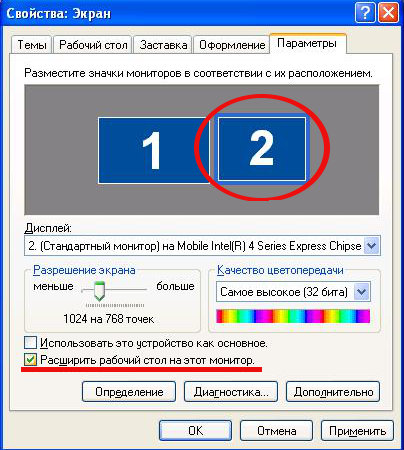 Свойства: Экран
Темы Рабочий стол Заставка Оформление Параметры
Разместите значки мониторов в соответствии с их расположением.
1 2
Дисплей:
2. (Стандартный монитор) на Mobile Intel(R) 4 Series Express Chipse
Разрешение экрана Качество цветопередачи
меньше больше Самое высокое (32 бита)
1024 на 768 точек
Использовать это устройство как основное.
Расширить рабочий стол на этот монитор.
Определение Диагностика... Дополнительно
OK Отмена Применить